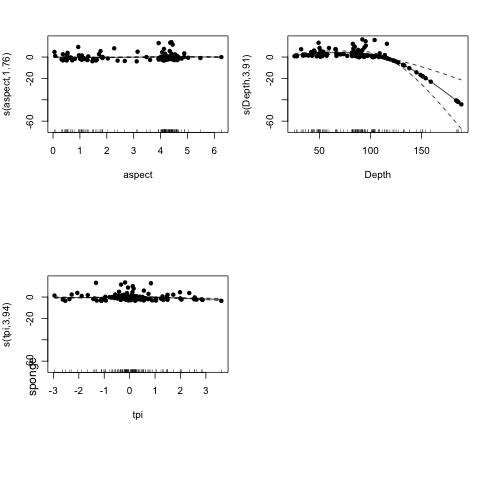 s(aspect,1.76)
0
-20
-60
0 1 2 3 4 5 6
aspect
s(Depth,3.91)
0
-20
-60
50 100 150
Depth
s(tpi,3.94)
0
-20
sponge
-3 -2 -1 0 1 2 3
tpi